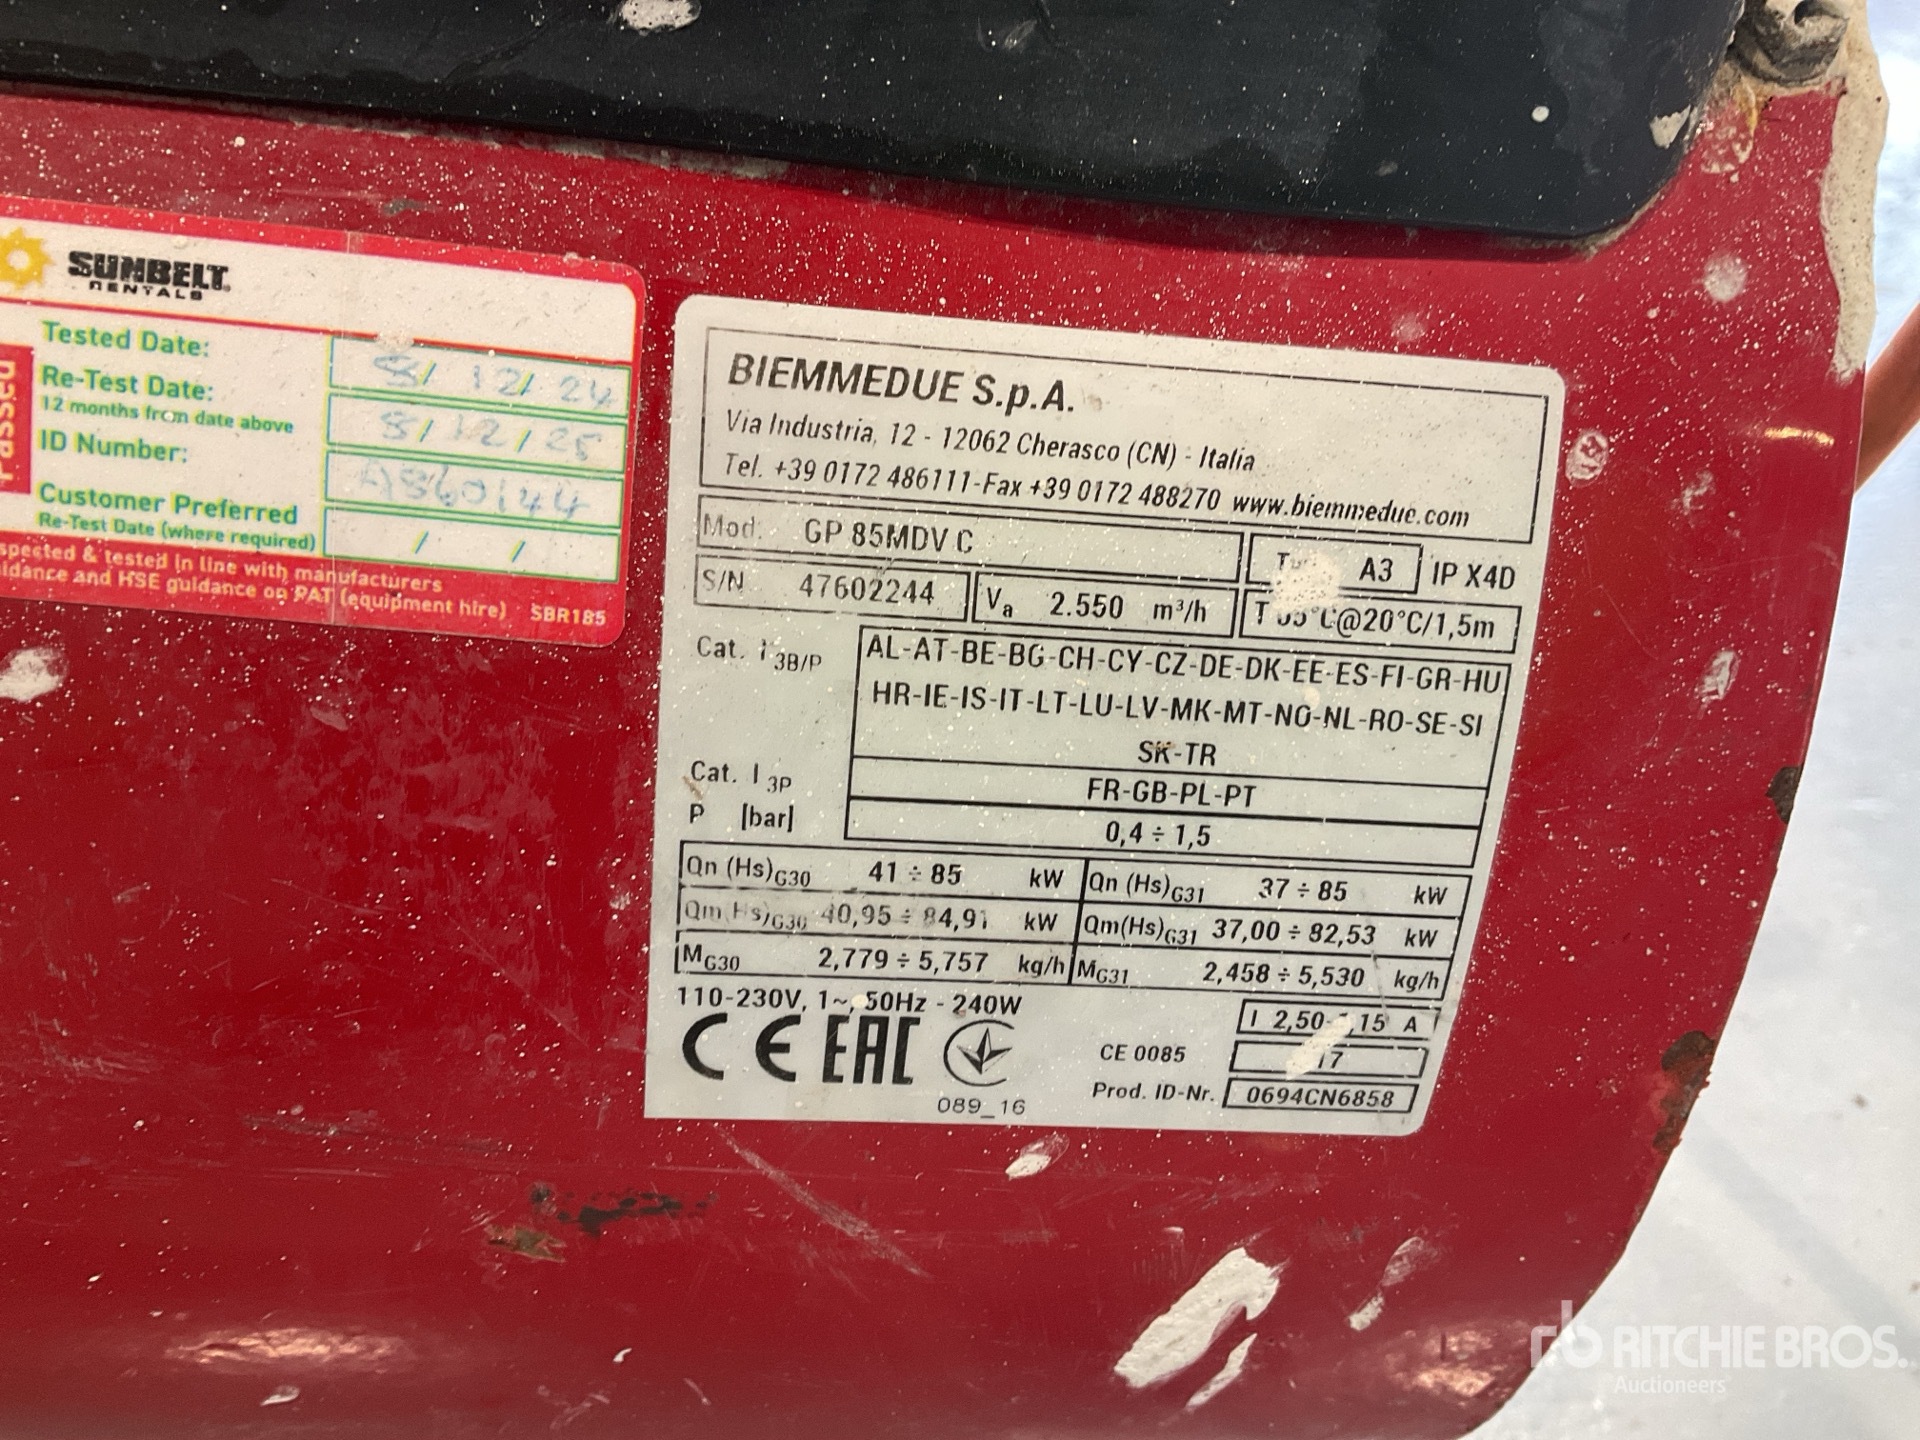 SUNBELT
RENTALS
Passed
Tested Date: 8/12/24
Re-Test Date: 8/12/25
12 months from date above
ID Number: A860144
Customer Preferred
Re-Test Date (where required) / /
spected & tested in line with manufacturers
idance and HSE guidance on PAT (equipment hire) SBR185
BIEMMEDUE S.p.A.
Via Industria, 12 - 12062 Cherasco (CN) - Italia
Tel. +39 0172 486111-Fax +39 0172 488270 www.biemmedue.com
Mod. GP 85MDV C A3 IP X4D
S/N 47602244 Va 2.550 m³/h T °C@20°C/1,5m
Cat. I 3B/P AL-AT-BE-BG-CH-CY-CZ-DE-DK-EE-ES-FI-GR-HU
HR-IE-IS-IT-LT-LU-LV-MK-MT-NO-NL-RO-SE-SI
SK-TR
Cat. I 3P FR-GB-PL-PT
P [bar] 0,4 ÷ 1,5
Qn (Hs)G30 41 ÷ 85 kW Qn (Hs)G31 37 ÷ 85 kW
Qm(Hs)G30 40,95 ÷ 84,91 kW Qm(Hs)G31 37,00 ÷ 82,53 kW
MG30 2,779 ÷ 5,757 kg/h MG31 2,458 ÷ 5,530 kg/h
110-230V, 1~, 50Hz - 240W I 2,50- ,15 A
CE EAC CE 0085 17
089_16 Prod. ID-Nr. 0694CN6858
rb RITCHIE BROS.
Auctioneers